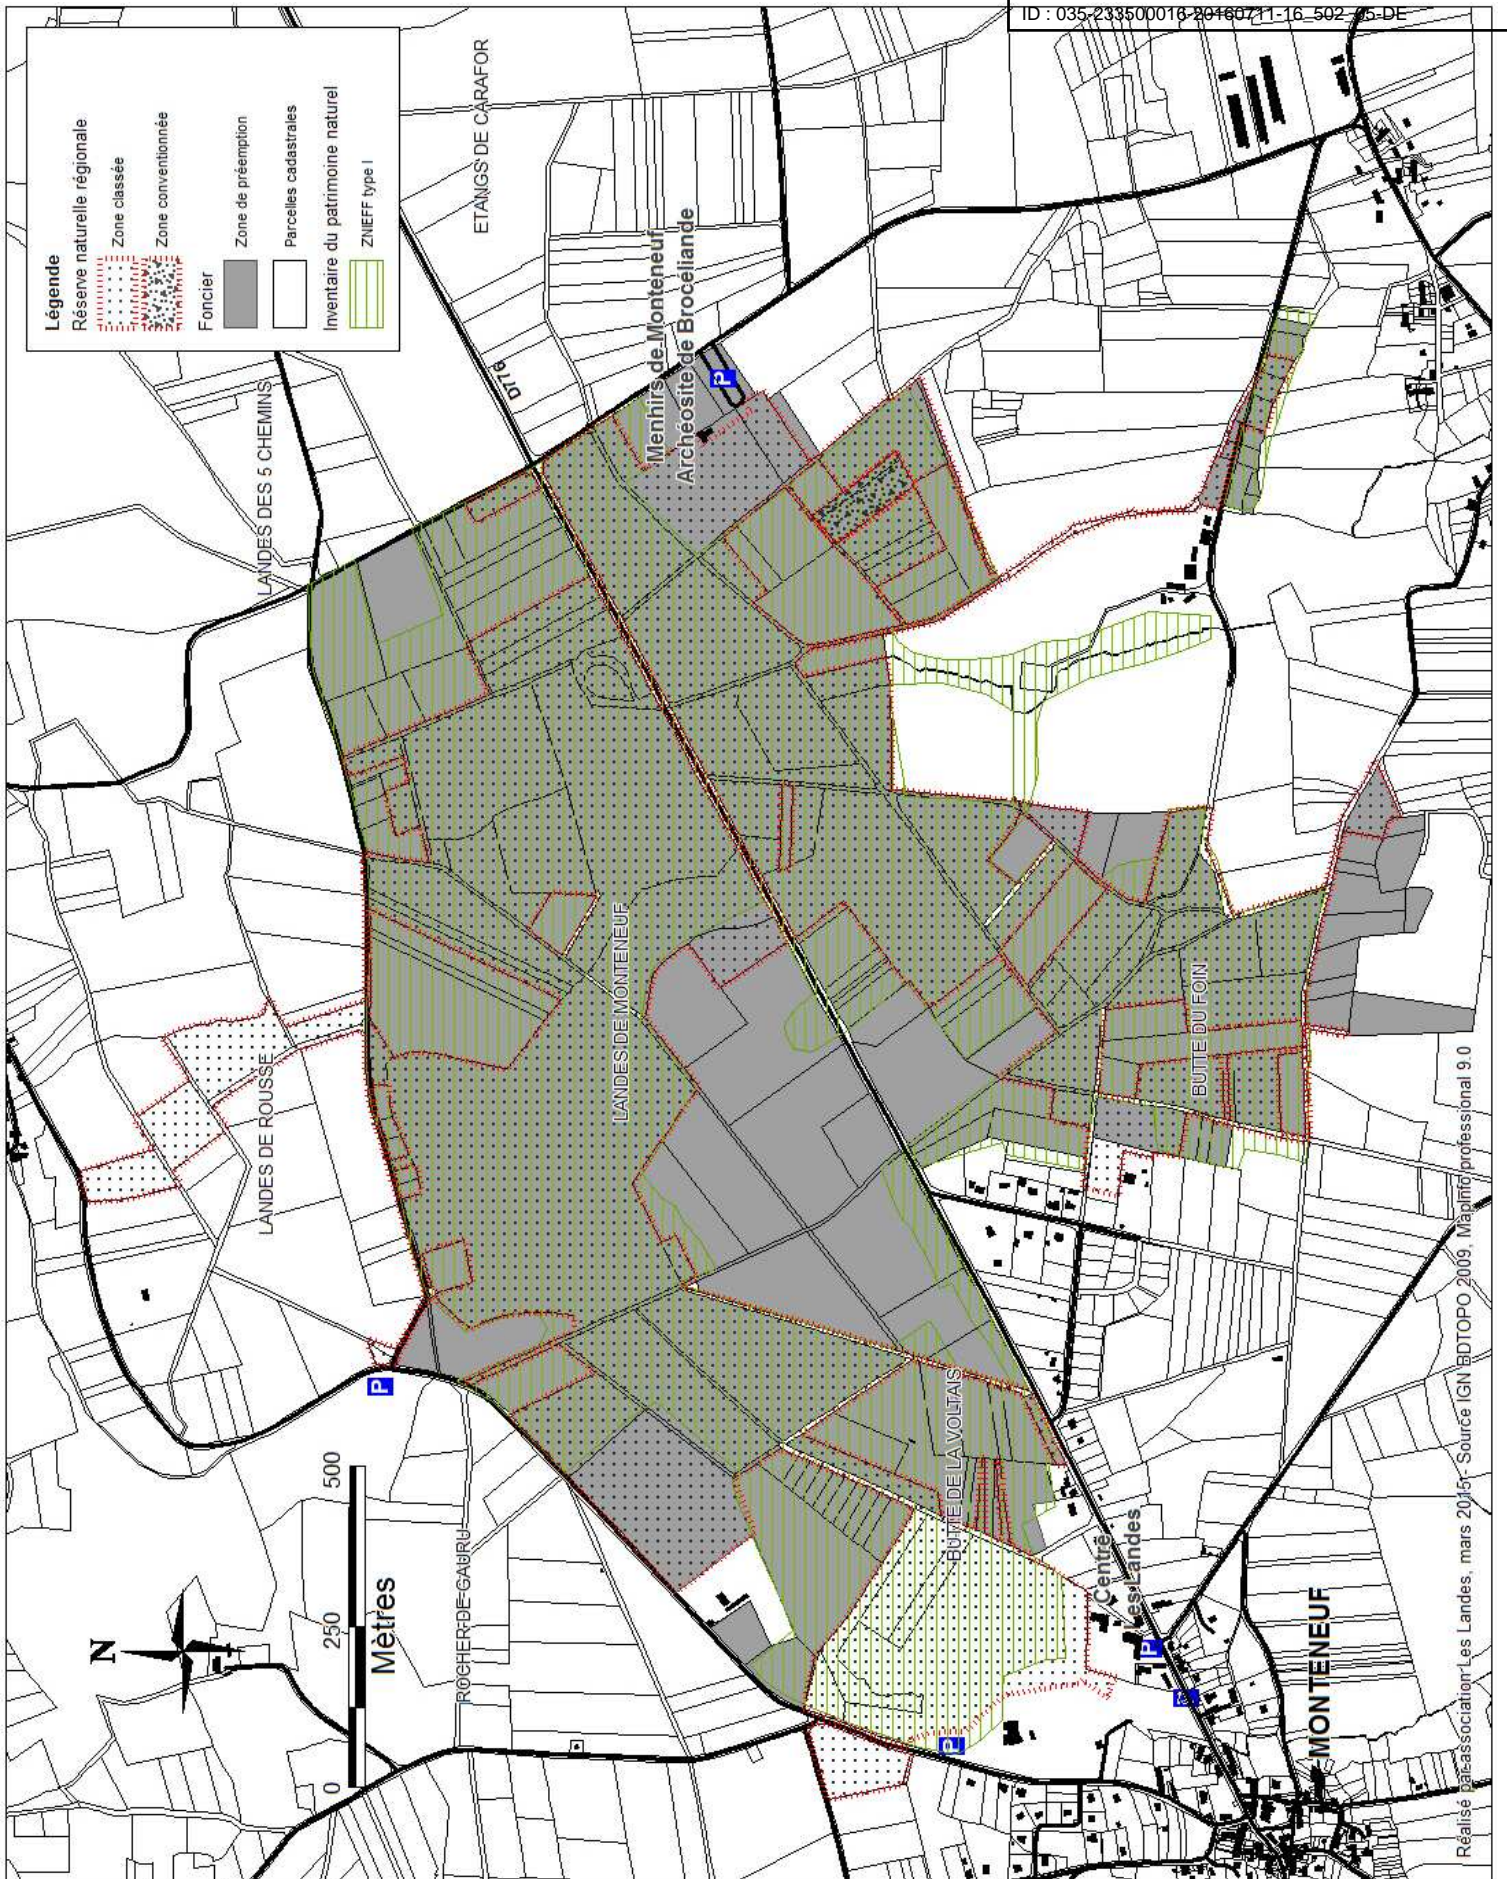 ID : 035-233500016-20160711-16_502_05-DE
Légende
Réserve naturelle régionale
Zone classée
Zone conventionnée
Foncier
Zone de préemption
Parcelles cadastrales
Inventaire du patrimoine naturel
ZNIEFF type I
ETANGS DE CARAFOR
D776
LANDES DES 5 CHEMINS
Menhirs de Monteneuf
Archéosite de Brocéliande
P
LANDES DE ROUSSE
LANDES DE MONTENEUF
BUTTE DU FOIN
P
N
0 250 500
Mètres
ROCHER DE GAURU
BUTTE DE LA VOLTAIS
Centre
Les Landes
P
P
P
MONTENEUF
Réalisé par association Les Landes, mars 2015 - Source IGN BDTOPO 2009, MapInfo professional 9.0